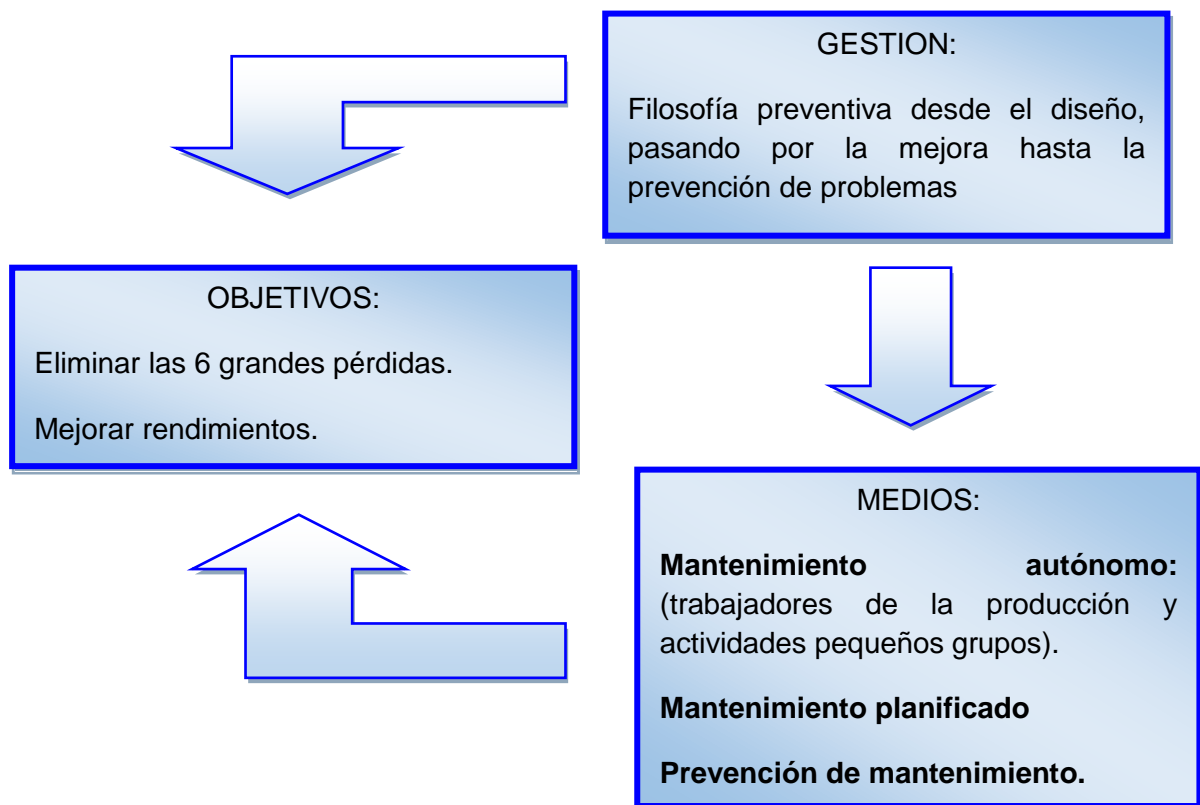 GESTION:
Filosofía preventiva desde el diseño,
pasando por la mejora hasta la
prevención de problemas
OBJETIVOS:
Eliminar las 6 grandes pérdidas.
Mejorar rendimientos.
MEDIOS:
Mantenimiento autónomo:
(trabajadores de la producción y
actividades pequeños grupos).
Mantenimiento planificado
Prevención de mantenimiento.